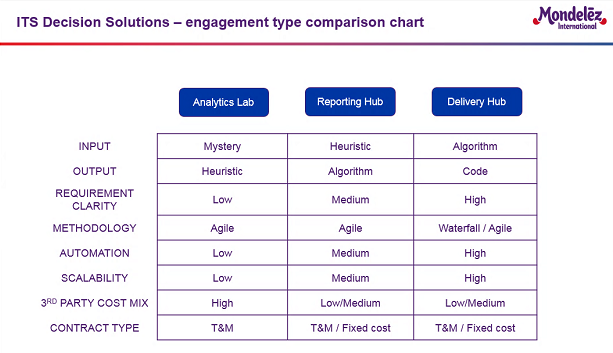 ITS Decision Solutions – engagement type comparison chart
Mondelēz
International
Analytics Lab Reporting Hub Delivery Hub
INPUT Mystery Heuristic Algorithm
OUTPUT Heuristic Algorithm Code
REQUIREMENT
CLARITY Low Medium High
METHODOLOGY Agile Agile Waterfall / Agile
AUTOMATION Low Medium High
SCALABILITY Low Medium High
3RD PARTY COST MIX High Low/Medium Low/Medium
CONTRACT TYPE T&M T&M / Fixed cost T&M / Fixed cost